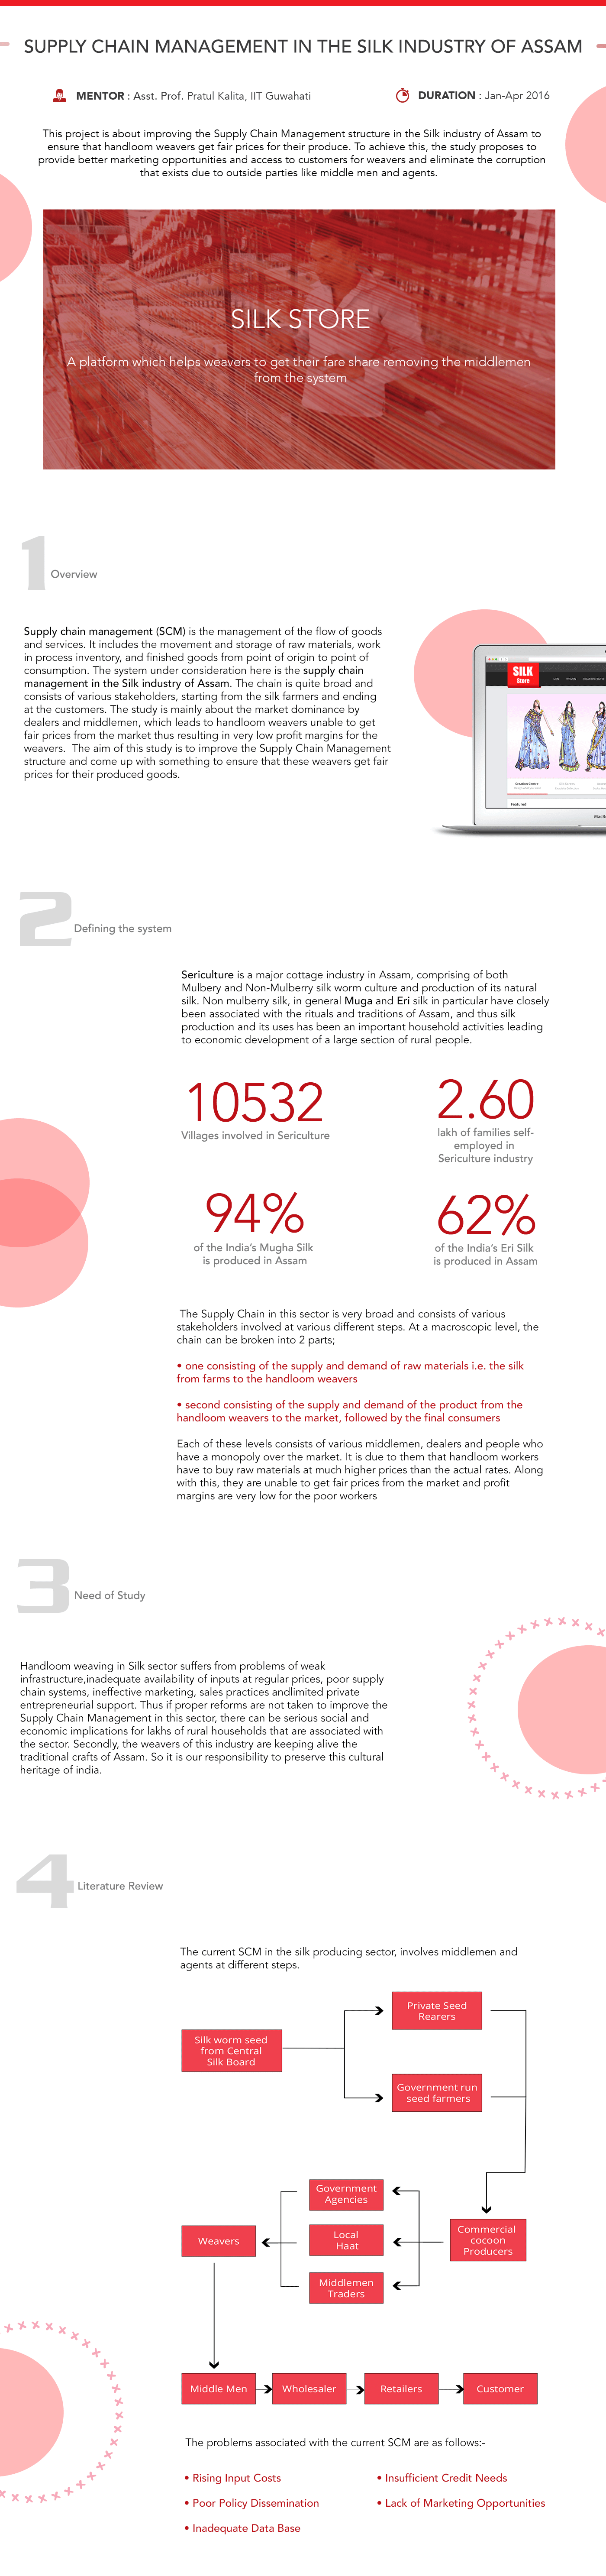 SUPPLY CHAIN MANAGEMENT IN THE SILK INDUSTRY OF ASSAM
MENTOR : Asst. Prof. Pratul Kalita, IIT Guwahati
DURATION : Jan-Apr 2016
This project is about improving the Supply Chain Management structure in the Silk industry of Assam to
ensure that handloom weavers get fair prices for their produce. To achieve this, the study proposes to
provide better marketing opportunities and access to customers for weavers and eliminate the corruption
that exists due to outside parties like middle men and agents.
SILK STORE
A platform which helps weavers to get their fare share removing the middlemen
from the system
1
Overview
Supply chain management (SCM) is the management of the flow of goods
and services. It includes the movement and storage of raw materials, work
in process inventory, and finished goods from point of origin to point of
consumption. The system under consideration here is the supply chain
management in the Silk industry of Assam. The chain is quite broad and
consists of various stakeholders, starting from the silk farmers and ending
at the customers. The study is mainly about the market dominance by
dealers and middlemen, which leads to handloom weavers unable to get
fair prices from the market thus resulting in very low profit margins for the
weavers. The aim of this study is to improve the Supply Chain Management
structure and come up with something to ensure that these weavers get fair
prices for their produced goods.
SILK
Store
Featured
2
Defining the system
Sericulture is a major cottage industry in Assam, comprising of both
Mulbery and Non-Mulberry silk worm culture and production of its natural
silk. Non mulberry silk, in general Muga and Eri silk in particular have closely
been associated with the rituals and traditions of Assam, and thus silk
production and its uses has been an important household activities leading
to economic development of a large section of rural people.
10532
Villages involved in Sericulture
2.60
lakh of families self-
employed in
Sericulture industry
94%
of the India's Mugha Silk
is produced in Assam
62%
of the India's Eri Silk
is produced in Assam
The Supply Chain in this sector is very broad and consists of various
stakeholders involved at various different steps. At a macroscopic level, the
chain can be broken into 2 parts;
• one consisting of the supply and demand of raw materials i.e. the silk
from farms to the handloom weavers
• second consisting of the supply and demand of the product from the
handloom weavers to the market, followed by the final consumers
Each of these levels consists of various middlemen, dealers and people who
have a monopoly over the market. It is due to them that handloom workers
have to buy raw materials at much higher prices than the actual rates. Along
with this, they are unable to get fair prices from the market and profit
margins are very low for the poor workers
3
Need of Study
Handloom weaving in Silk sector suffers from problems of weak
infrastructure,inadequate availability of inputs at regular prices, poor supply
chain systems, ineffective marketing, sales practices andlimited private
entrepreneurial support. Thus if proper reforms are not taken to improve the
Supply Chain Management in this sector, there can be serious social and
economic implications for lakhs of rural households that are associated with
the sector. Secondly, the weavers of this industry are keeping alive the
traditional crafts of Assam. So it is our responsibility to preserve this cultural
heritage of india.
4
Literature Review
The current SCM in the silk producing sector, involves middlemen and
agents at different steps.
Silk worm seed
from Central
Silk Board
Private Seed
Rearers
Government run
seed farmers
Commercial
cocoon
Producers
Government
Agencies
Local
Haat
Middlemen
Traders
Weavers
Middle Men
Wholesaler
Retailers
Customer
The problems associated with the current SCM are as follows:-
• Rising Input Costs
• Insufficient Credit Needs
• Poor Policy Dissemination
• Lack of Marketing Opportunities
• Inadequate Data Base